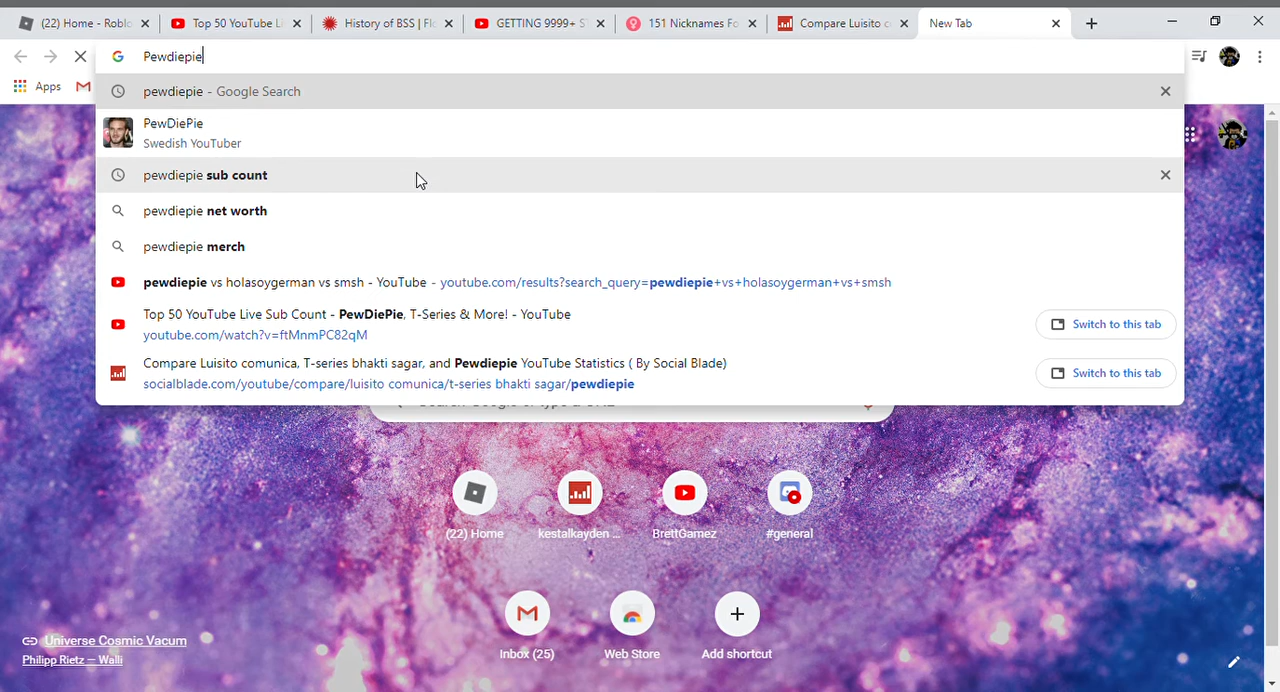 (22) Home - Roblo
Top 50 YouTube Li
History of BSS | Flo
GETTING 9999+ S
151 Nicknames Fo
Compare Luisito c
New Tab
Pewdiepie
Apps
pewdiepie - Google Search
PewDiePie
Swedish YouTuber
pewdiepie sub count
pewdiepie net worth
pewdiepie merch
pewdiepie vs holasoygerman vs smsh - YouTube - youtube.com/results?search_query=pewdiepie+vs+holasoygerman+vs+smsh
Top 50 YouTube Live Sub Count - PewDiePie, T-Series & More! - YouTube
youtube.com/watch?v=ftMnmPC82qM
Switch to this tab
Compare Luisito comunica, T-series bhakti sagar, and Pewdiepie YouTube Statistics ( By Social Blade)
socialblade.com/youtube/compare/luisito comunica/t-series bhakti sagar/pewdiepie
Switch to this tab
(22) Home
kestalkayden ...
BrettGamez
#general
Inbox (25)
Web Store
Add shortcut
Universe Cosmic Vacum
Philipp Rietz — Walli